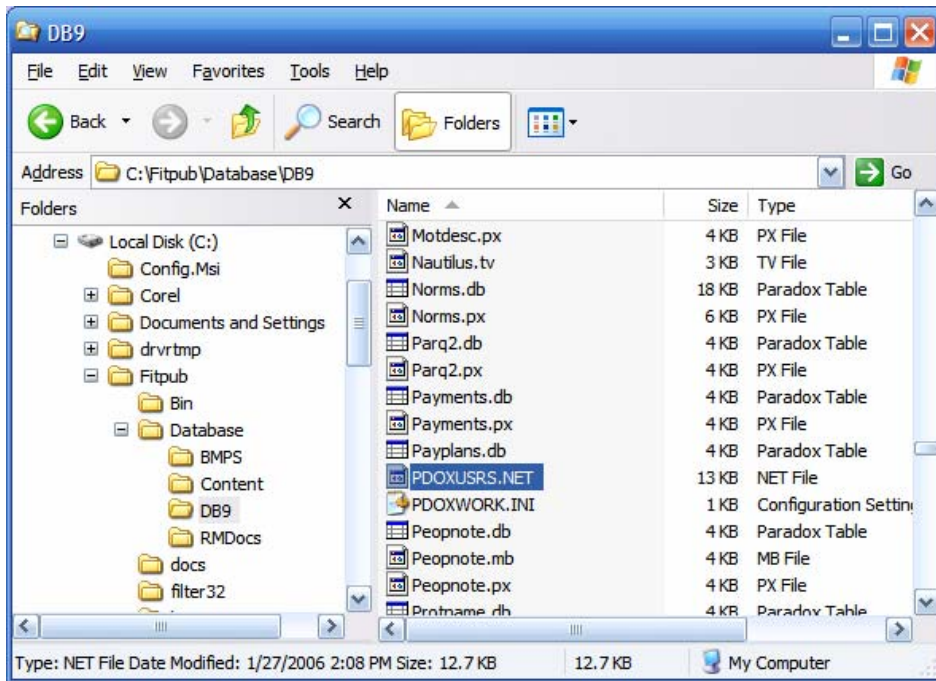 DB9
File Edit View Favorites Tools Help
Back Search Folders
Address C:\Fitpub\Database\DB9 Go
Folders X Name Size Type
Local Disk (C:) Motdesc.px 4 KB PX File
Config.Msi Nautilus.tv 3 KB TV File
Corel Norms.db 18 KB Paradox Table
Documents and Settings Norms.px 6 KB PX File
drvrtmp Parq2.db 4 KB Paradox Table
Fitpub Parq2.px 4 KB PX File
Bin Payments.db 4 KB Paradox Table
Database Payments.px 4 KB PX File
BMPS Payplans.db 4 KB Paradox Table
Content PDOXUSRS.NET 13 KB NET File
DB9 PDOXWORK.INI 1 KB Configuration Setting
RMDocs Peopnote.db 4 KB Paradox Table
docs Peopnote.mb 4 KB MB File
filter32 Peopnote.px 4 KB PX File
Protname.db 4 KB Paradox Table
Type: NET File Date Modified: 1/27/2006 2:08 PM Size: 12.7 KB 12.7 KB My Computer